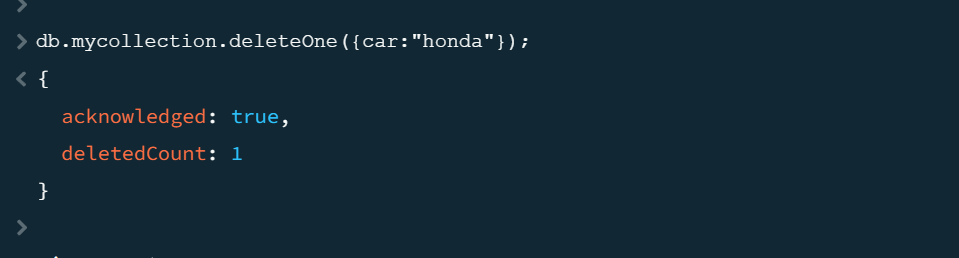 >
> db.mycollection.deleteOne({car:"honda"});
< {
acknowledged: true,
deletedCount: 1
}
>